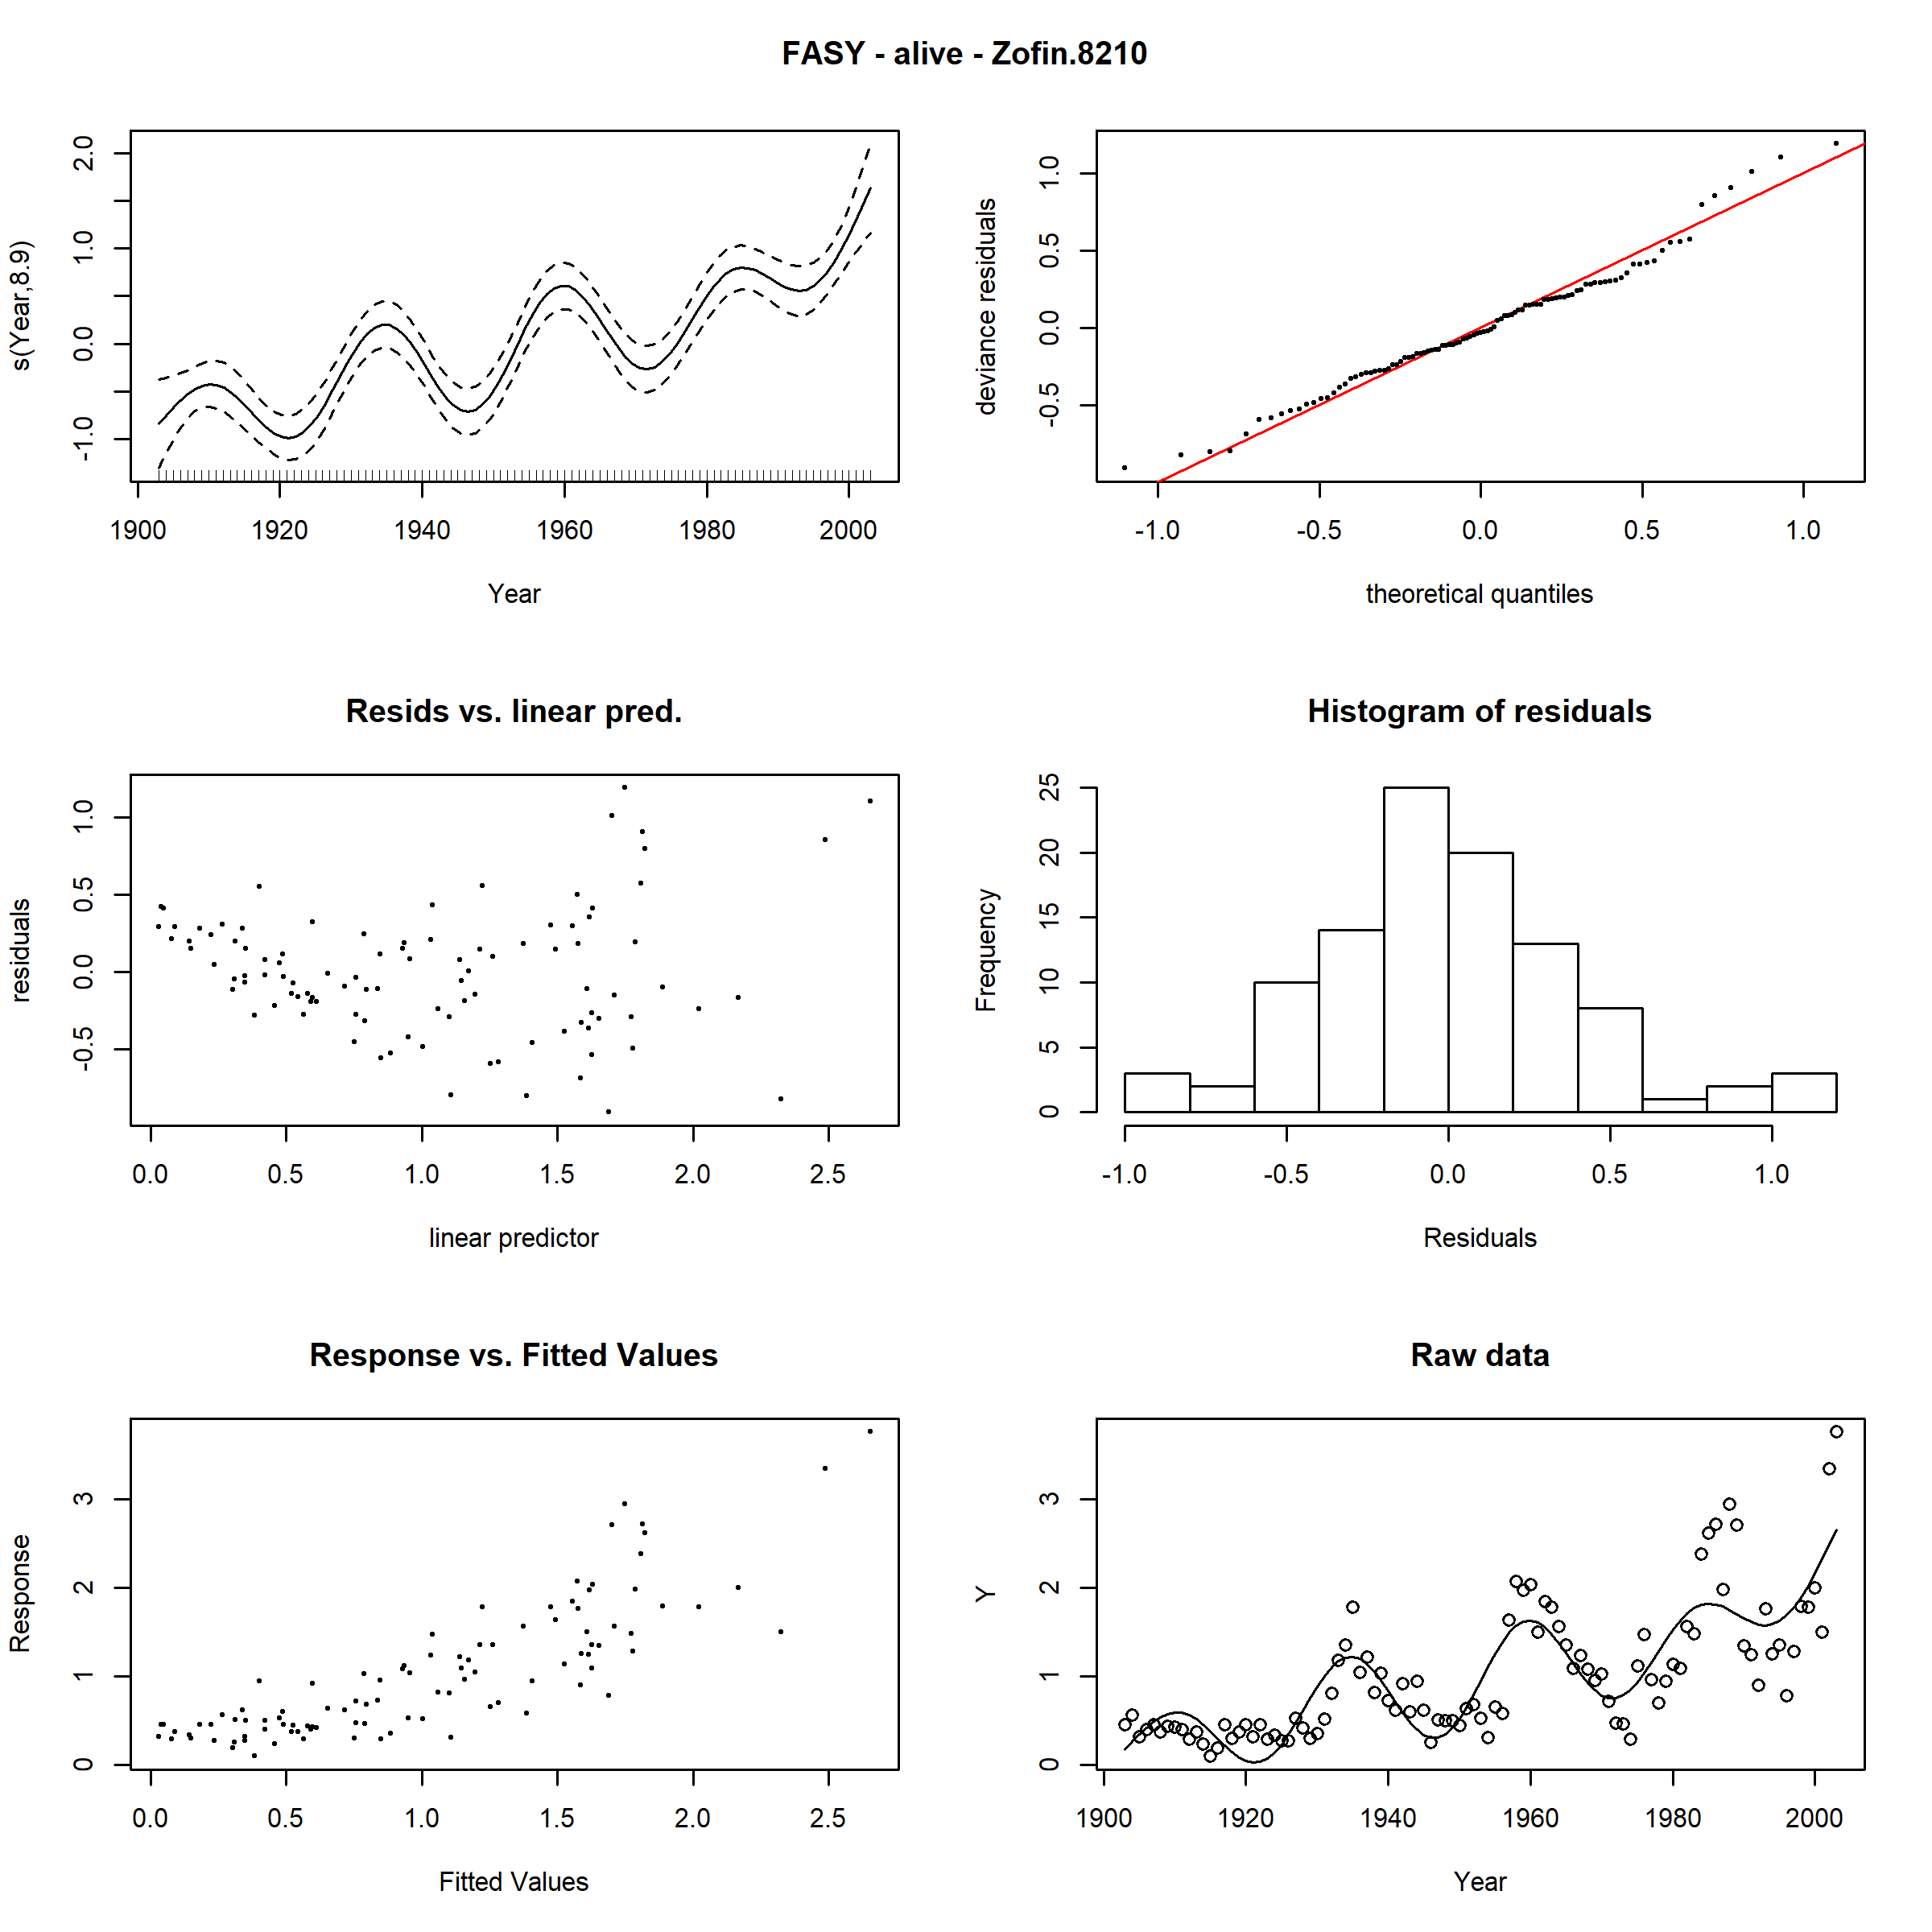 FASY - alive - Zofin.8210
s(Year,8.9)
2.0
1.0
0.0
-1.0
1900 1920 1940 1960 1980 2000
Year
deviance residuals
1.0
0.5
0.0
-0.5
-1.0 -0.5 0.0 0.5 1.0
theoretical quantiles
Resids vs. linear pred.
residuals
1.0
0.5
0.0
-0.5
0.0 0.5 1.0 1.5 2.0 2.5
linear predictor
Histogram of residuals
Frequency
25
20
15
10
5
0
-1.0 -0.5 0.0 0.5 1.0
Residuals
Response vs. Fitted Values
Response
3
2
1
0
0.0 0.5 1.0 1.5 2.0 2.5
Fitted Values
Raw data
Y
3
2
1
0
1900 1920 1940 1960 1980 2000
Year